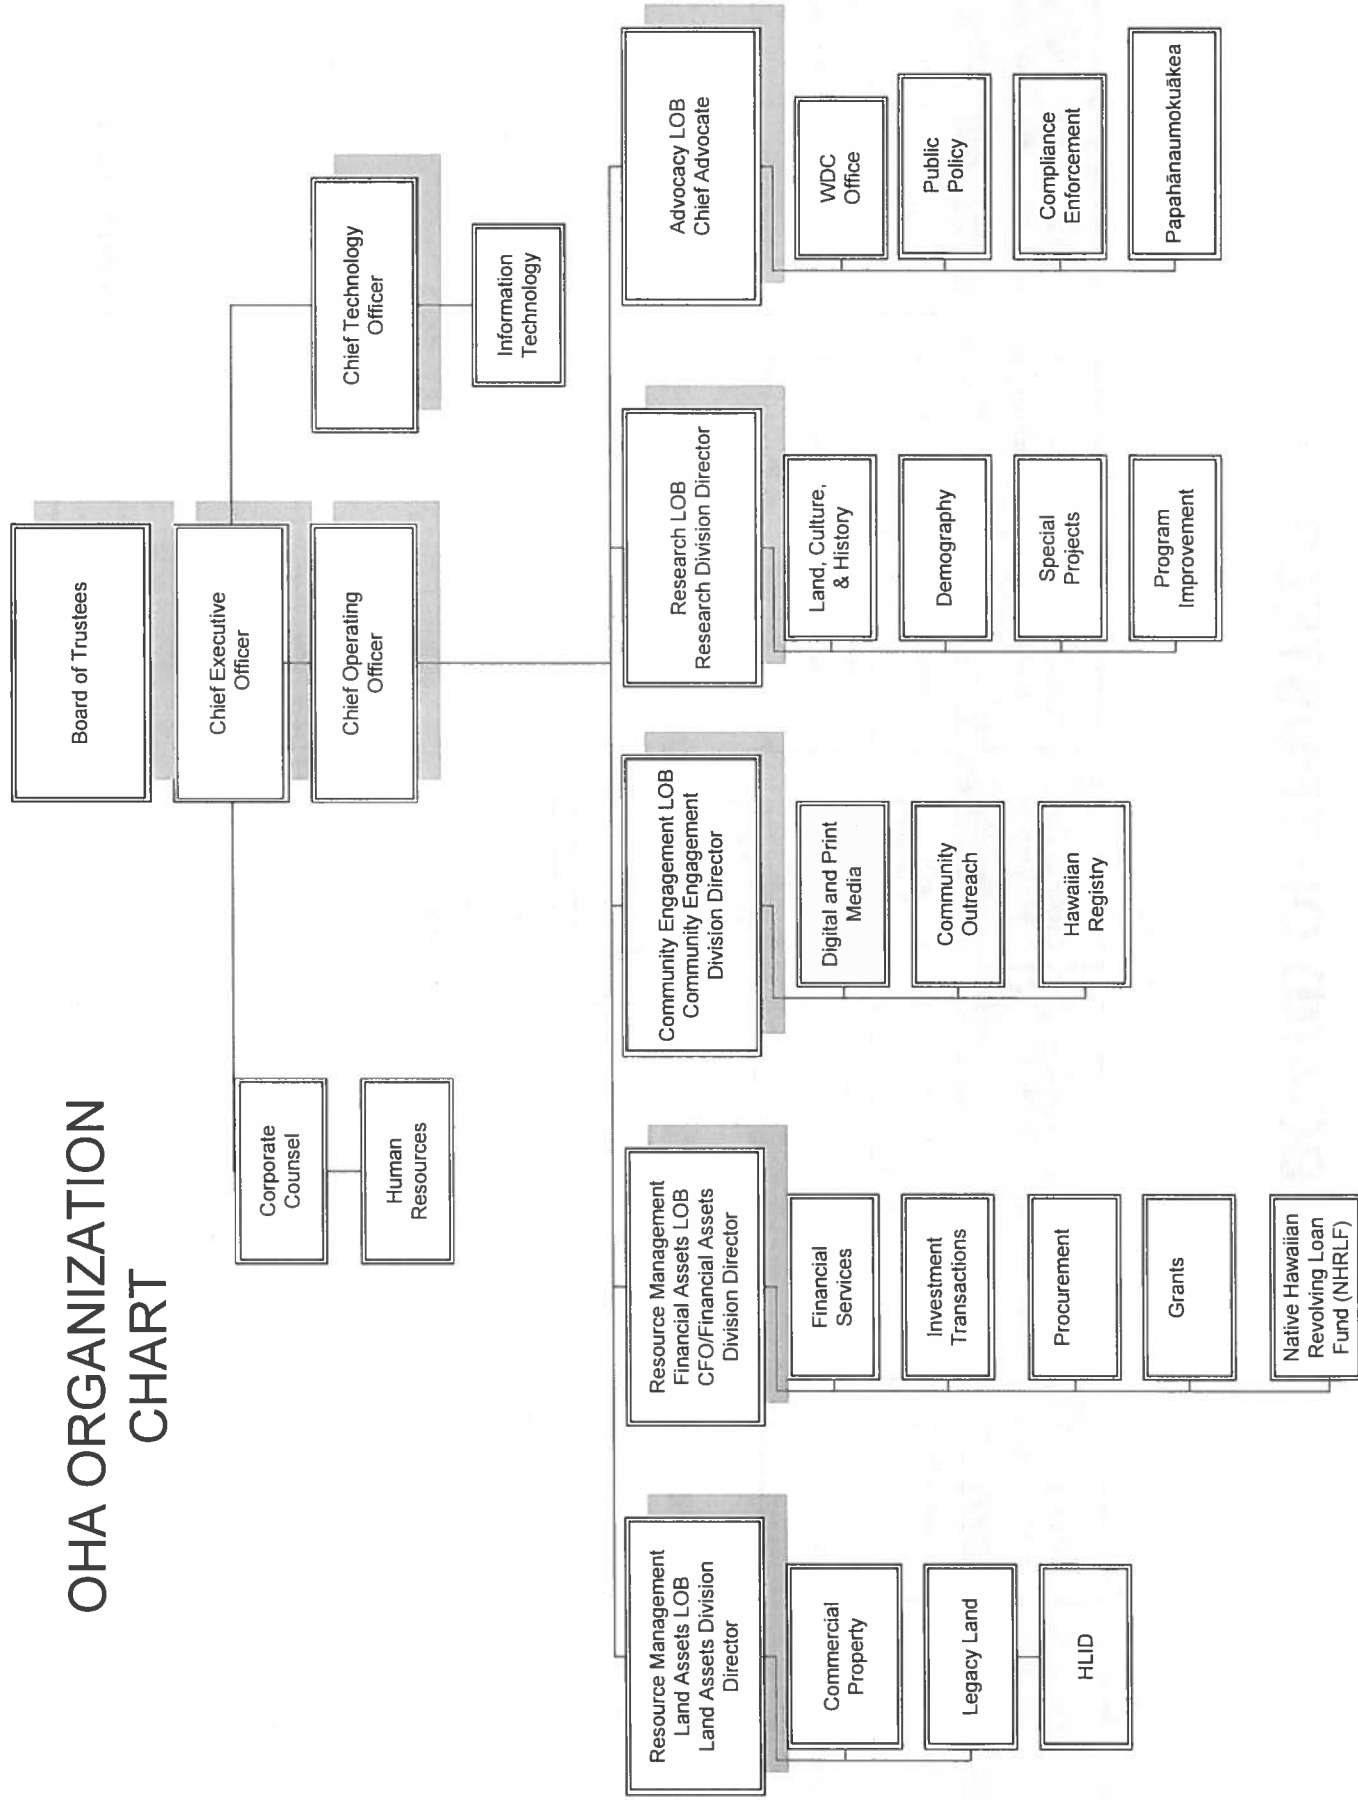 OHA ORGANIZATION
CHART
Board of Trustees
Chief Executive
Officer
Chief Operating
Officer
Corporate
Counsel
Human
Resources
Chief Technology
Officer
Information
Technology
Resource Management
Land Assets LOB
Land Assets Division
Director
Commercial
Property
Legacy Land
HLID
Resource Management
Financial Assets LOB
CFO/Financial Assets
Division Director
Financial
Services
Investment
Transactions
Procurement
Grants
Native Hawaiian
Revolving Loan
Fund (NHRLF)
Community Engagement LOB
Community Engagement
Division Director
Digital and Print
Media
Community
Outreach
Hawaiian
Registry
Research LOB
Research Division Director
Land, Culture,
& History
Demography
Special
Projects
Program
Improvement
Advocacy LOB
Chief Advocate
WDC
Office
Public
Policy
Compliance
Enforcement
Papahānaumokuākea